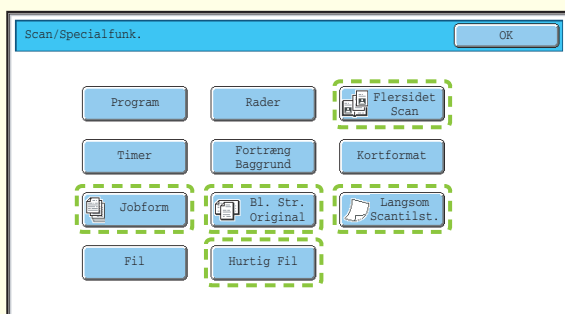 Scan/Specialfunk.
OK
Program
Rader
Flersidet
Scan
Timer
Fortræng
Baggrund
Kortformat
Jobform
Bl. Str.
Original
Langsom
Scantilst.
Fil
Hurtig Fil